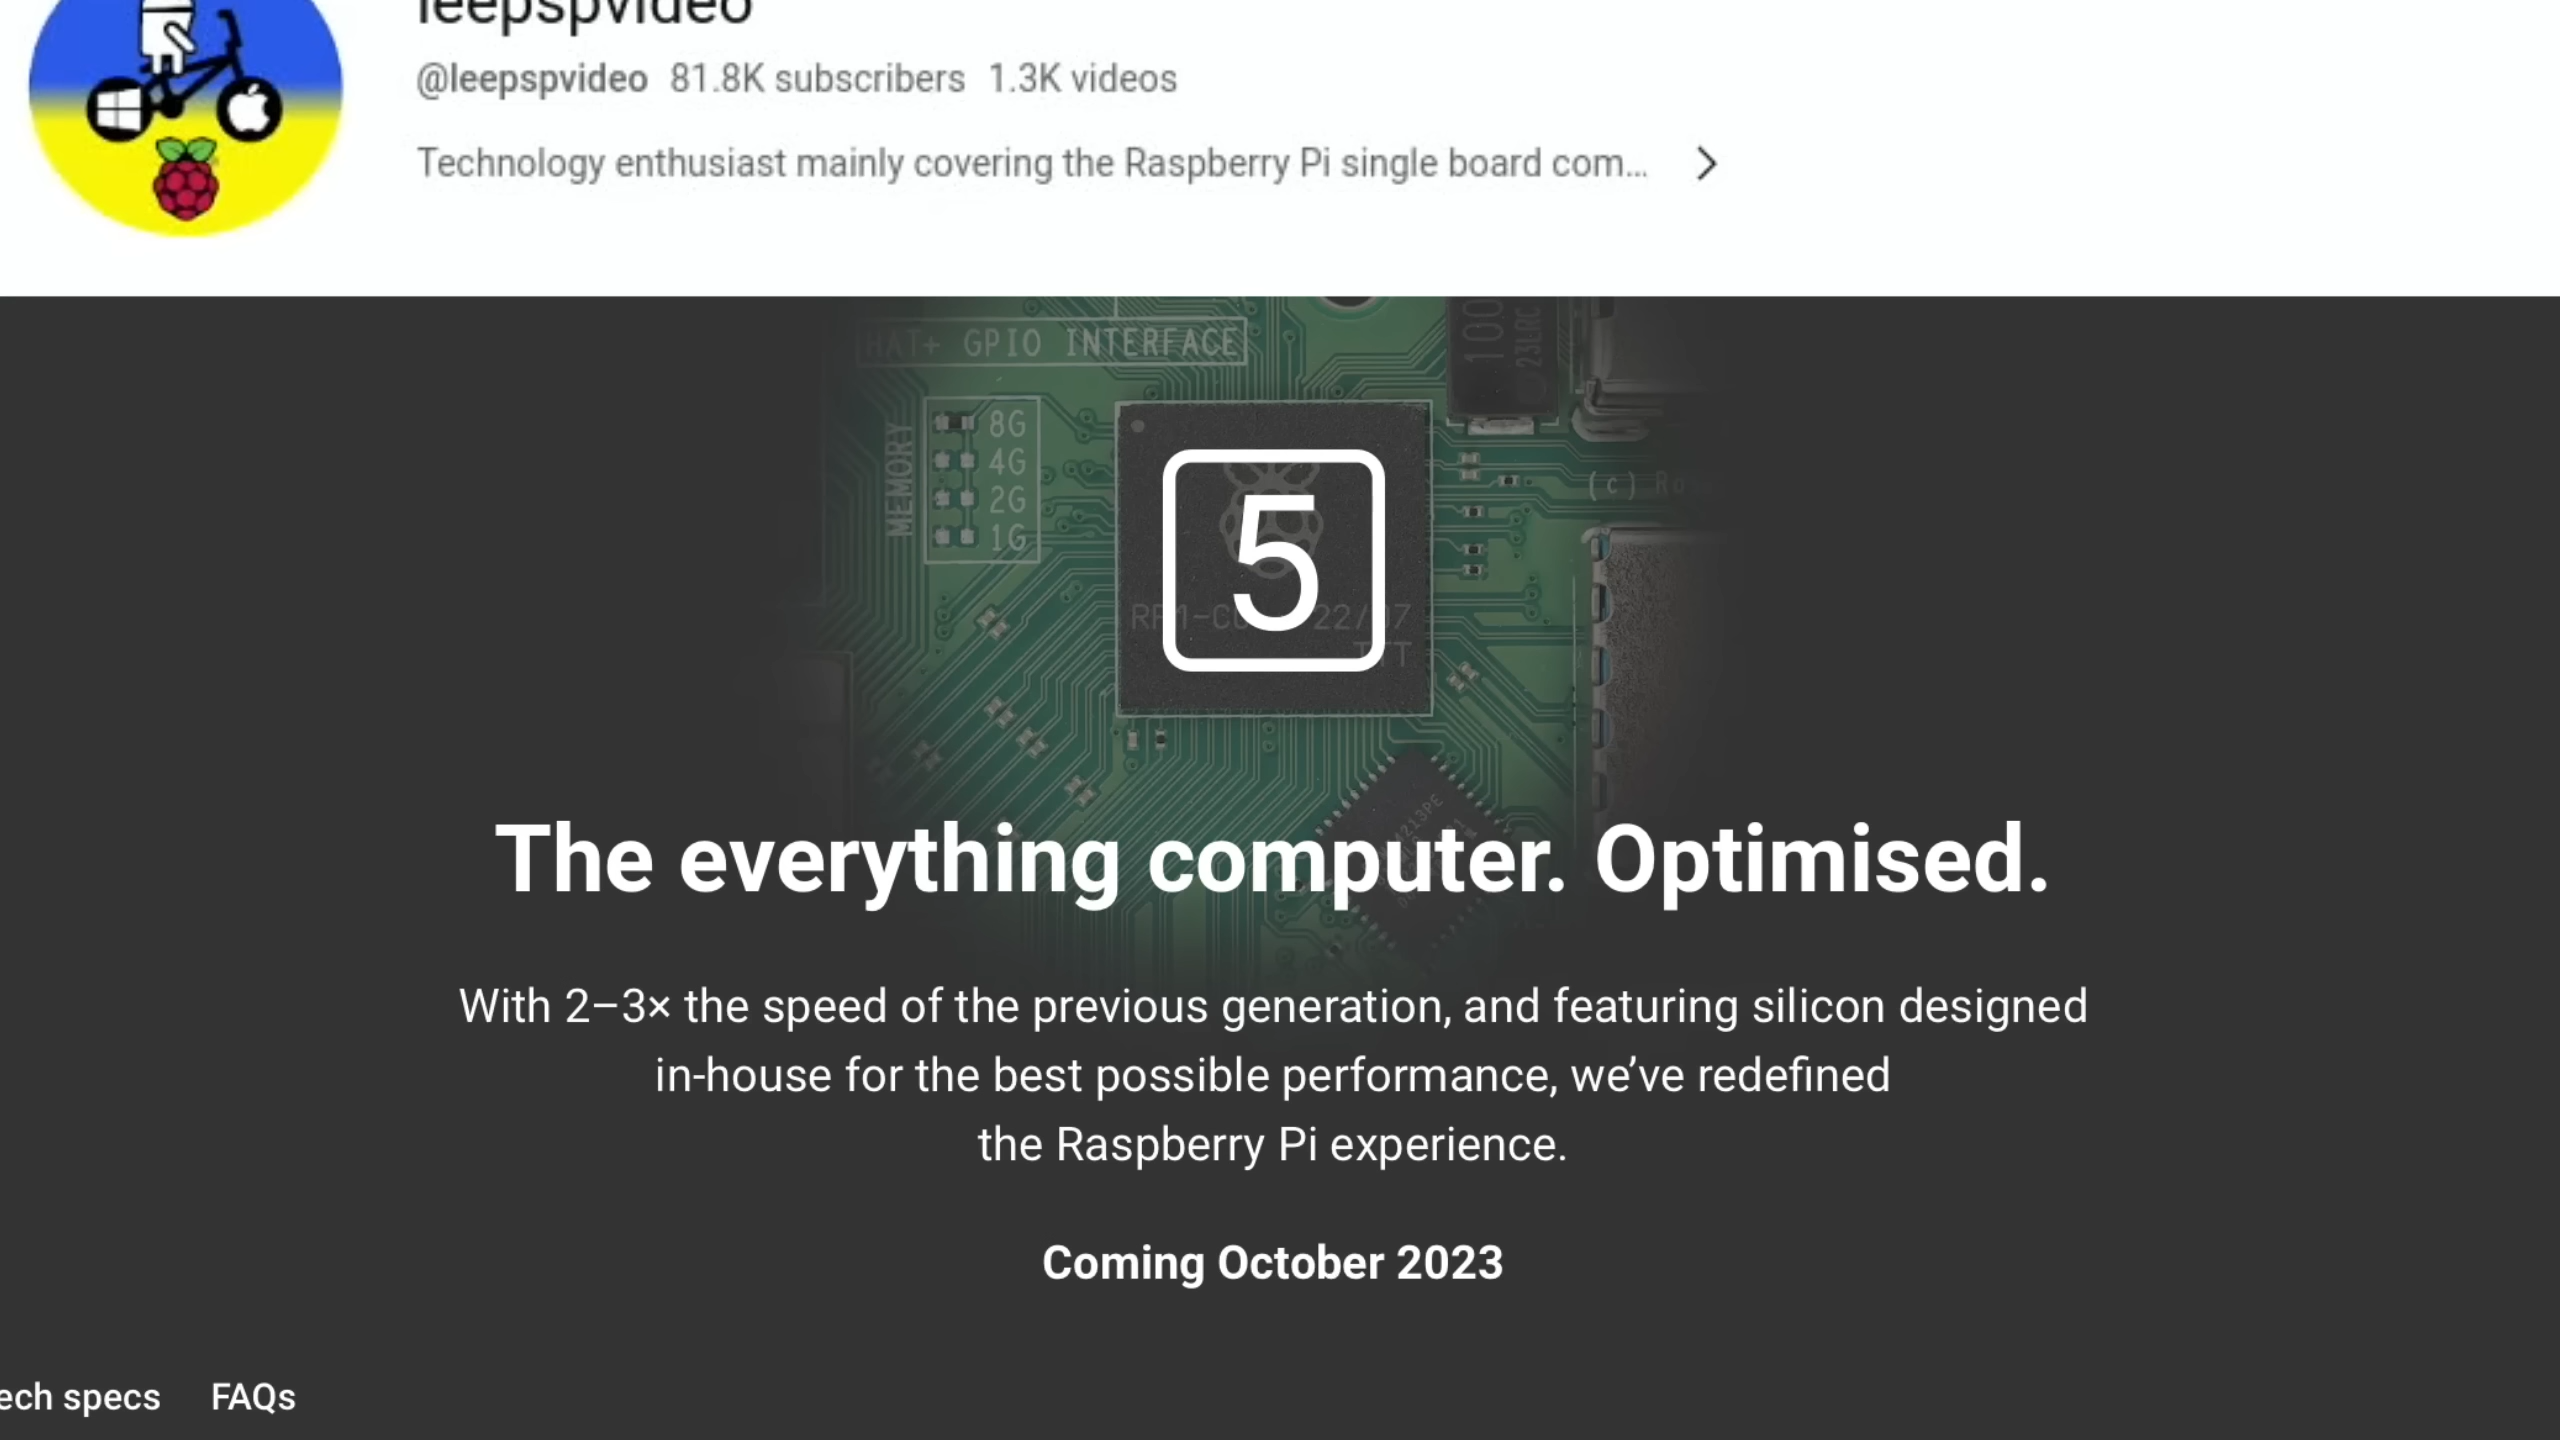 leepspvideo
@leepspvideo 81.8K subscribers 1.3K videos
Technology enthusiast mainly covering the Raspberry Pi single board com...
HAT+ GPIO INTERFACE
100
MEMORY
8G
4G
2G
1G
(c)
5
22/07
The everything computer. Optimised.
With 2–3× the speed of the previous generation, and featuring silicon designed
in-house for the best possible performance, we’ve redefined
the Raspberry Pi experience.
Coming October 2023
ech specs FAQs